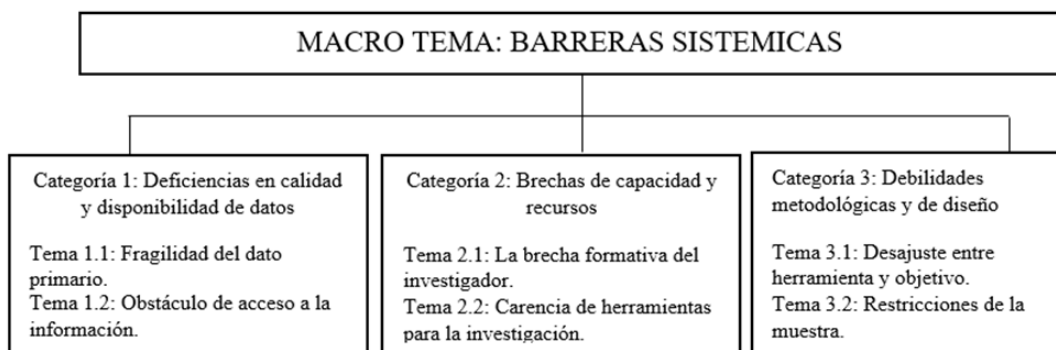 MACRO TEMA: BARRERAS SISTEMICAS
Categoría 1: Deficiencias en calidad
y disponibilidad de datos
Tema 1.1: Fragilidad del dato
primario.
Tema 1.2: Obstáculo de acceso a la
información.
Categoría 2: Brechas de capacidad y
recursos
Tema 2.1: La brecha formativa del
investigador.
Tema 2.2: Carencia de herramientas
para la investigación.
Categoría 3: Debilidades
metodológicas y de diseño
Tema 3.1: Desajuste entre
herramienta y objetivo.
Tema 3.2: Restricciones de la
muestra.